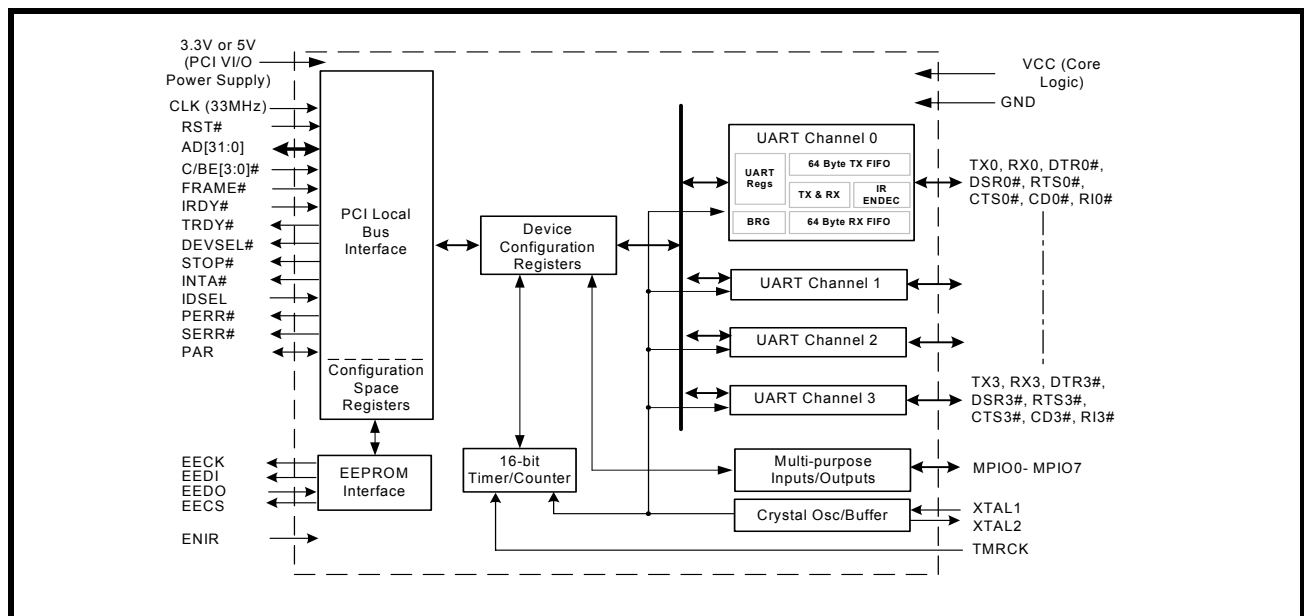 3.3V or 5V
(PCI VI/O
Power Supply)
CLK (33MHz)
RST#
AD[31:0]
C/BE[3:0]#
FRAME#
IRDY#
TRDY#
DEVSEL#
STOP#
INTA#
IDSEL
PERR#
SERR#
PAR
EECK
EEDI
EEDO
EECS
ENIR
PCI Local
Bus
Interface
Configuration
Space
Registers
EEPROM
Interface
Device
Configuration
Registers
16-bit
Timer/Counter
UART Channel 0
UART
Regs
64 Byte TX FIFO
TX & RX
IR
ENDEC
BRG
64 Byte RX FIFO
UART Channel 1
UART Channel 2
UART Channel 3
Multi-purpose
Inputs/Outputs
Crystal Osc/Buffer
VCC (Core
Logic)
GND
TX0, RX0, DTR0#,
DSR0#, RTS0#,
CTS0#, CD0#, RI0#
TX3, RX3, DTR3#,
DSR3#, RTS3#,
CTS3#, CD3#, RI3#
MPIO0- MPIO7
XTAL1
XTAL2
TMRCK